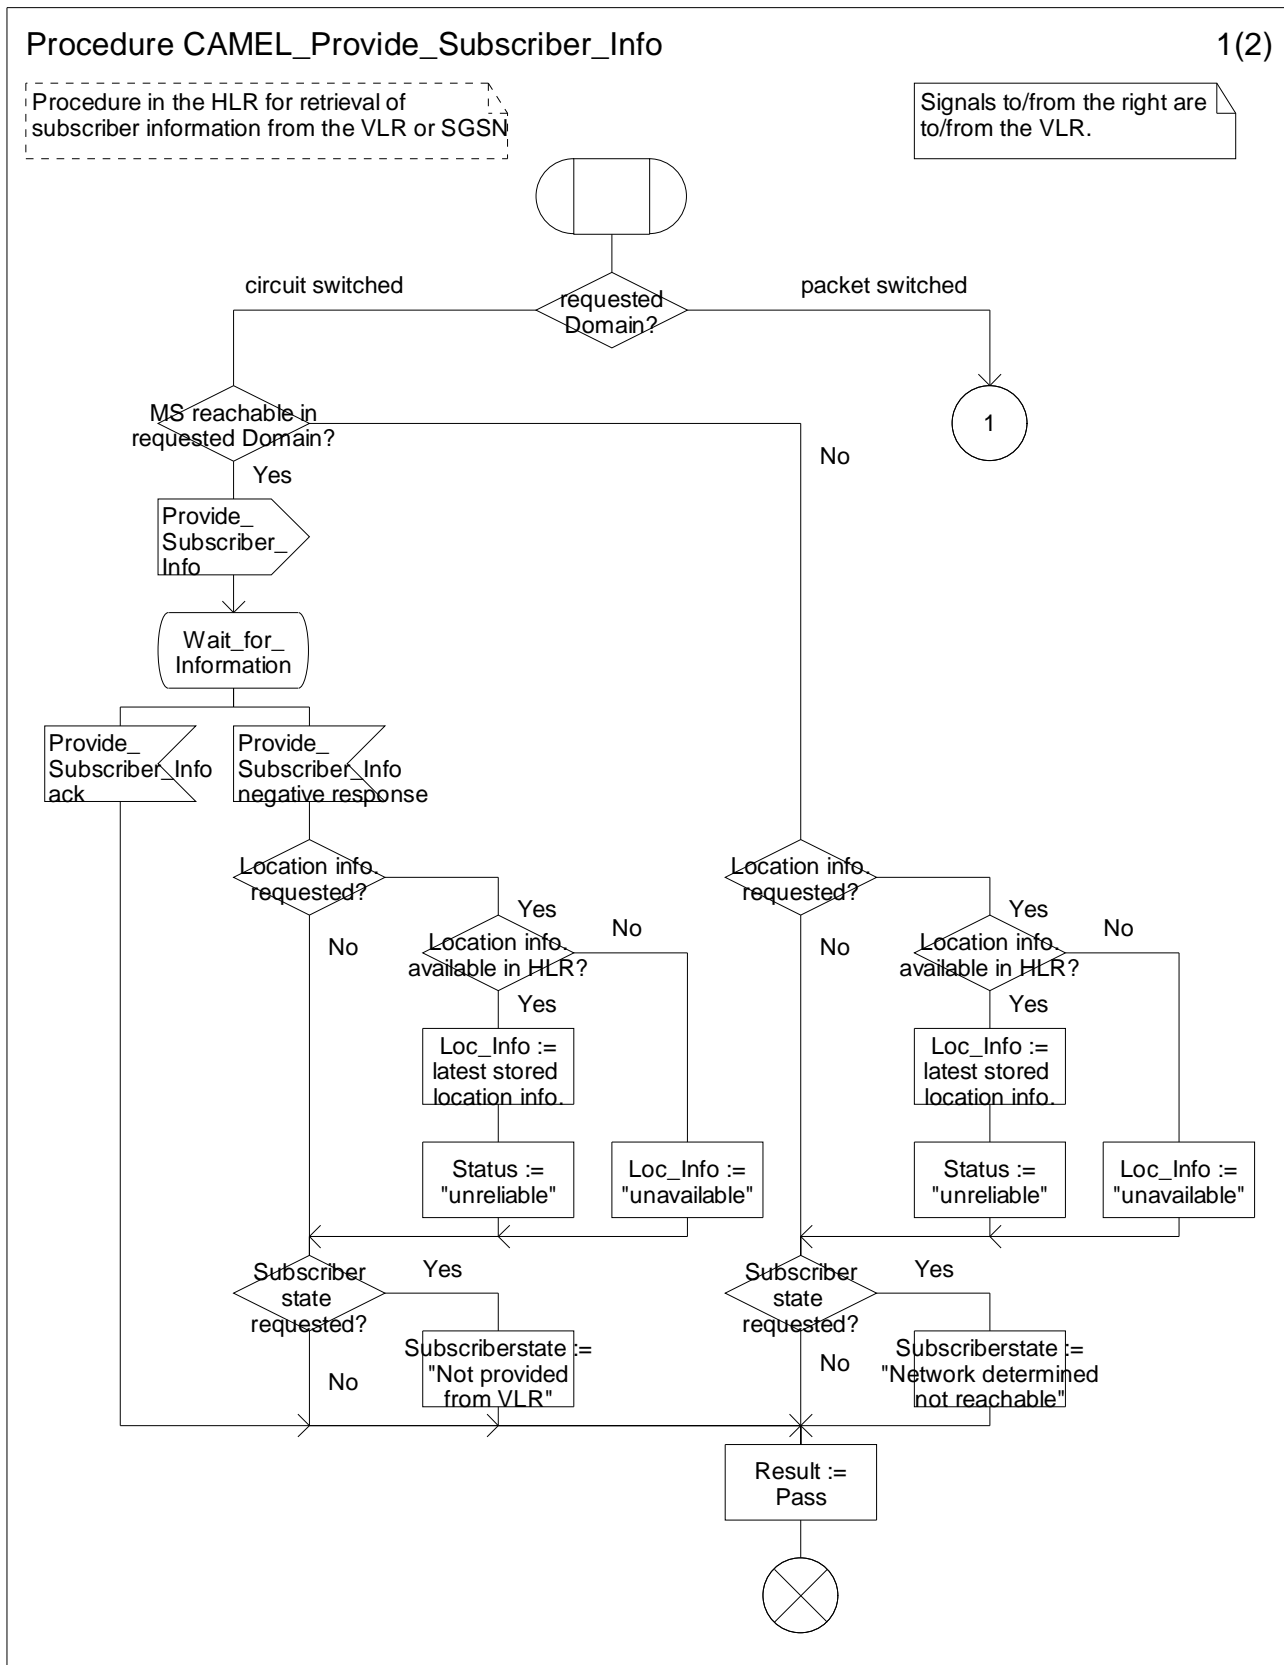 Procedure CAMEL_Provide_Subscriber_Info
1(2)
Procedure in the HLR for retrieval of
subscriber information from the VLR or SGSN
Signals to/from the right are
to/from the VLR.
circuit switched
requested
Domain?
packet switched
MS reachable in
requested Domain?
1
No
Yes
Provide_
Subscriber_
Info
Wait_for_
Information
Provide_
Subscriber_Info
ack
Provide_
Subscriber_Info
negative response
Location info.
requested?
Yes
No
Location info.
available in HLR?
No
Yes
Loc_Info :=
latest stored
location info.
Status :=
"unreliable"
Loc_Info :=
"unavailable"
Location info.
requested?
Yes
No
Location info.
available in HLR?
No
Yes
Loc_Info :=
latest stored
location info.
Status :=
"unreliable"
Loc_Info :=
"unavailable"
Subscriber
state
requested?
Yes
No
Subscriberstate :=
"Not provided
from VLR"
Subscriber
state
requested?
Yes
No
Subscriberstate :=
"Network determined
not reachable"
Result :=
Pass